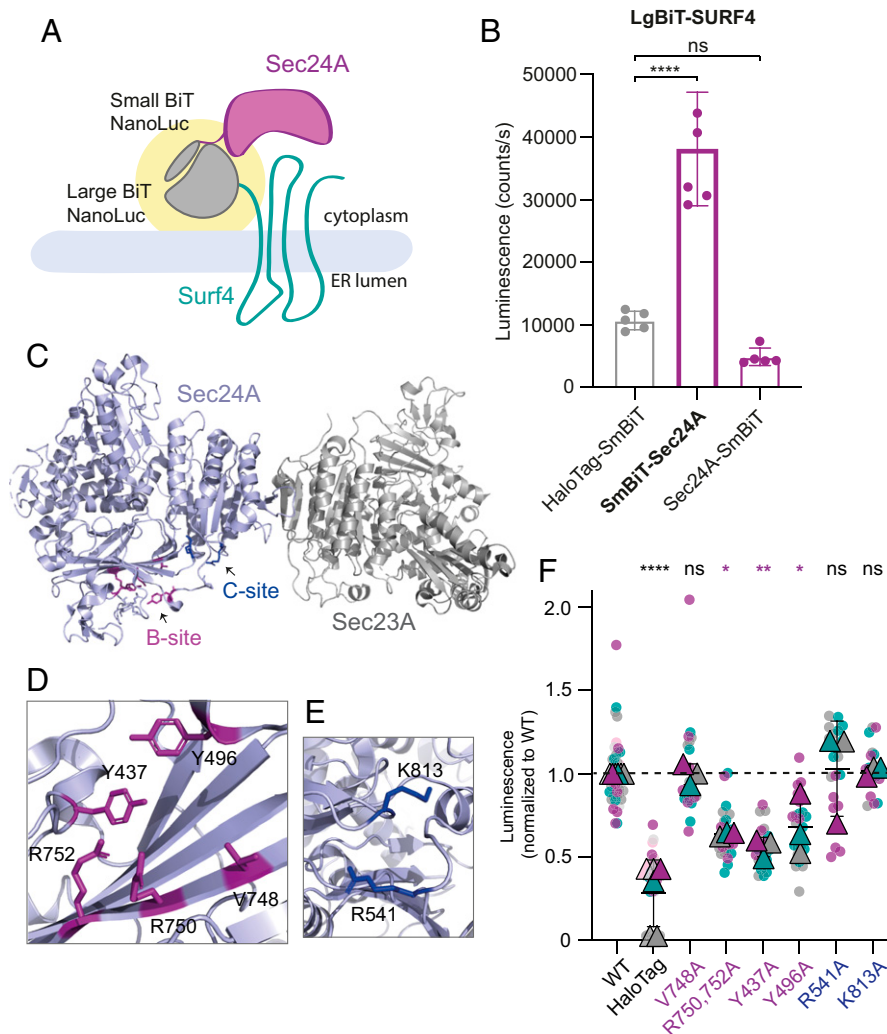 A
Sec24A
Small BiT
NanoLuc
Large BiT
NanoLuc
cytoplasm
ER lumen
Surf4
B
LgBiT-SURF4
ns
****
Luminescence (counts/s)
50000
40000
30000
20000
10000
0
HaloTag-SmBiT
SmBiT-Sec24A
Sec24A-SmBiT
C
Sec24A
C-site
B-site
Sec23A
D
Y496
Y437
R752
V748
R750
E
K813
R541
F
**** ns * ** * ns ns
Luminescence
(normalized to WT)
2.0
1.5
1.0
0.5
0
WT
HaloTag
V748A
R750,752A
Y437A
Y496A
R541A
K813A